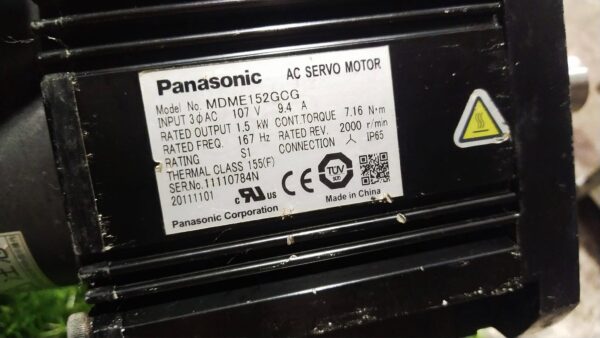 Panasonic AC SERVO MOTOR
Model No. MDME152GCG
INPUT 3ϕAC 107 V 9.4 A
RATED OUTPUT 1.5 kW CONT.TORQUE 7.16 N·m
RATED FREQ. 167 Hz RATED REV. 2000 r/min
RATING S1 CONNECTION 人 IP65
THERMAL CLASS 155(F)
SER.No.11110784N
20111101
c RU US CE TÜV SÜD
Panasonic Corporation Made in China